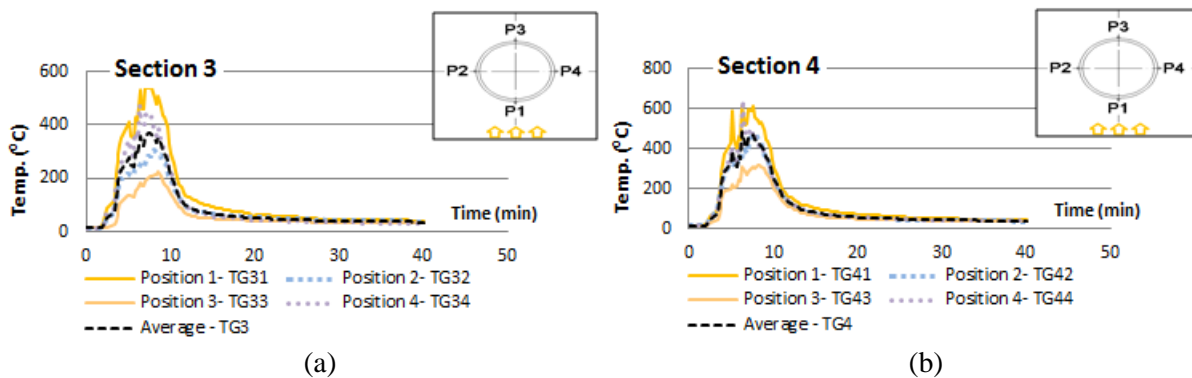 Section 3
Temp. (°C)
600
400
200
0
0 10 20 30 40 50
Time (min)
P3
P2 P4
P1
Position 1- TG31 Position 2- TG32
Position 3- TG33 Position 4- TG34
Average - TG3
(a)
Section 4
Temp. (°C)
800
600
400
200
0
0 10 20 30 40 50
Time (min)
P3
P2 P4
P1
Position 1- TG41 Position 2- TG42
Position 3- TG43 Position 4- TG44
Average - TG4
(b)